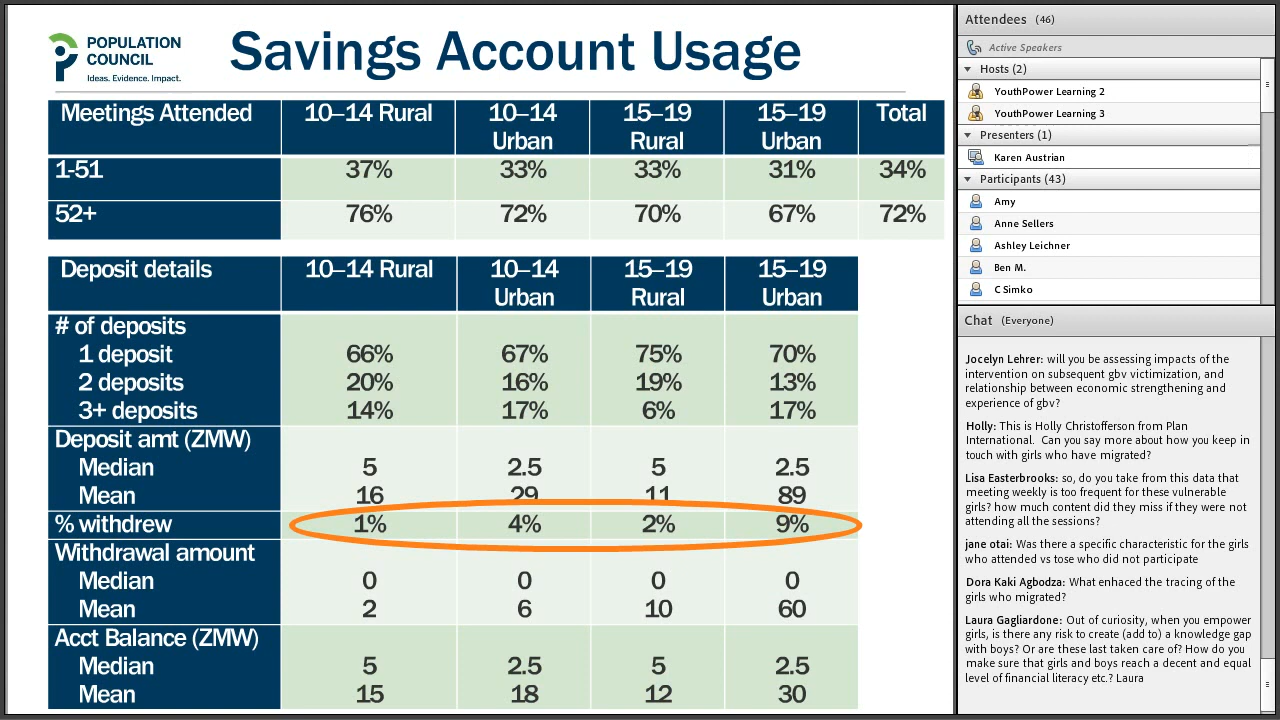 POPULATION
COUNCIL
Ideas. Evidence. Impact.
Savings Account Usage
Meetings Attended 10–14 Rural 10–14 Urban 15–19 Rural 15–19 Urban Total
1-51 37% 33% 33% 31% 34%
52+ 76% 72% 70% 67% 72%
Deposit details 10–14 Rural 10–14 Urban 15–19 Rural 15–19 Urban
# of deposits
1 deposit 66% 67% 75% 70%
2 deposits 20% 16% 19% 13%
3+ deposits 14% 17% 6% 17%
Deposit amt (ZMW)
Median 5 2.5 5 2.5
Mean 16 29 11 89
% withdrew 1% 4% 2% 9%
Withdrawal amount
Median 0 0 0 0
Mean 2 6 10 60
Acct Balance (ZMW)
Median 5 2.5 5 2.5
Mean 15 18 12 30
Attendees (46)
Active Speakers
Hosts (2)
YouthPower Learning 2
YouthPower Learning 3
Presenters (1)
Karen Austrian
Participants (43)
Amy
Anne Sellers
Ashley Leichner
Ben M.
C Simko
Chat (Everyone)
Jocelyn Lehrer: will you be assessing impacts of the
intervention on subsequent gbv victimization, and
relationship between economic strengthening and
experience of gbv?
Holly: This is Holly Christofferson from Plan
International. Can you say more about how you keep in
touch with girls who have migrated?
Lisa Easterbrooks: so, do you take from this data that
meeting weekly is too frequent for these vulnerable
girls? how much content did they miss if they were not
attending all the sessions?
jane otai: Was there a specific characteristic for the girls
who attended vs tose who did not participate
Dora Kaki Agbodza: What enhaced the tracing of the
girls who migrated?
Laura Gagliardone: Out of curiosity, when you empower
girls, is there any risk to create (add to) a knowledge gap
with boys? Or are these last taken care of? How do you
make sure that girls and boys reach a decent and equal
level of financial literacy etc.? Laura